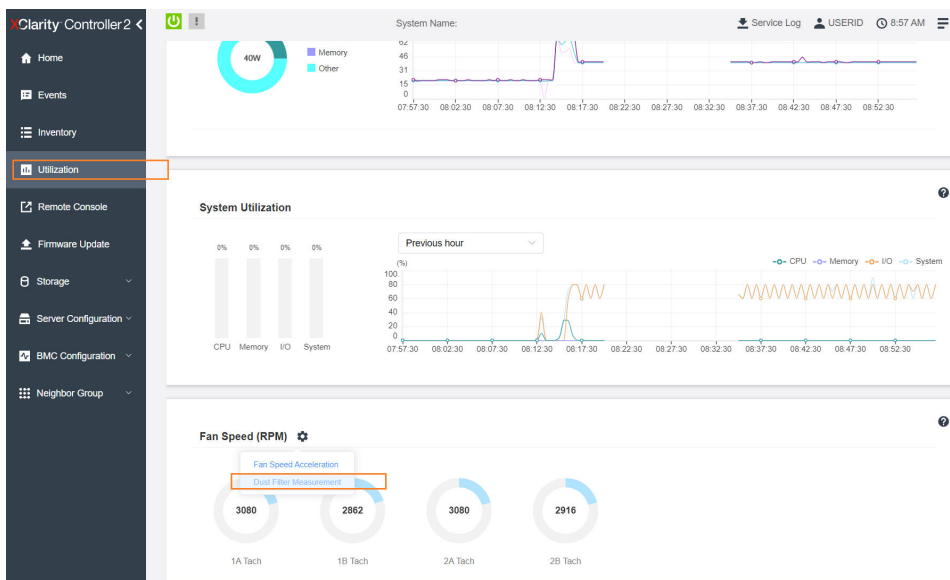 XClarity Controller 2
System Name:
Service Log
USERID
8:57 AM
Home
Events
Inventory
Utilization
Remote Console
Firmware Update
Storage
Server Configuration
BMC Configuration
Neighbor Group
40W
Memory
Other
62
46
31
15
0
07:57:30 08:02:30 08:07:30 08:12:30 08:17:30 08:22:30 08:27:30 08:32:30 08:37:30 08:42:30 08:47:30 08:52:30
System Utilization
0% 0% 0% 0%
CPU Memory I/O System
Previous hour
(%)
CPU Memory I/O System
100
80
60
40
20
0
07:57:30 08:02:30 08:07:30 08:12:30 08:17:30 08:22:30 08:27:30 08:32:30 08:37:30 08:42:30 08:47:30 08:52:30
Fan Speed (RPM)
Fan Speed Acceleration
Dust Filter Measurement
3080 2862 3080 2916
1A Tach 1B Tach 2A Tach 2B Tach